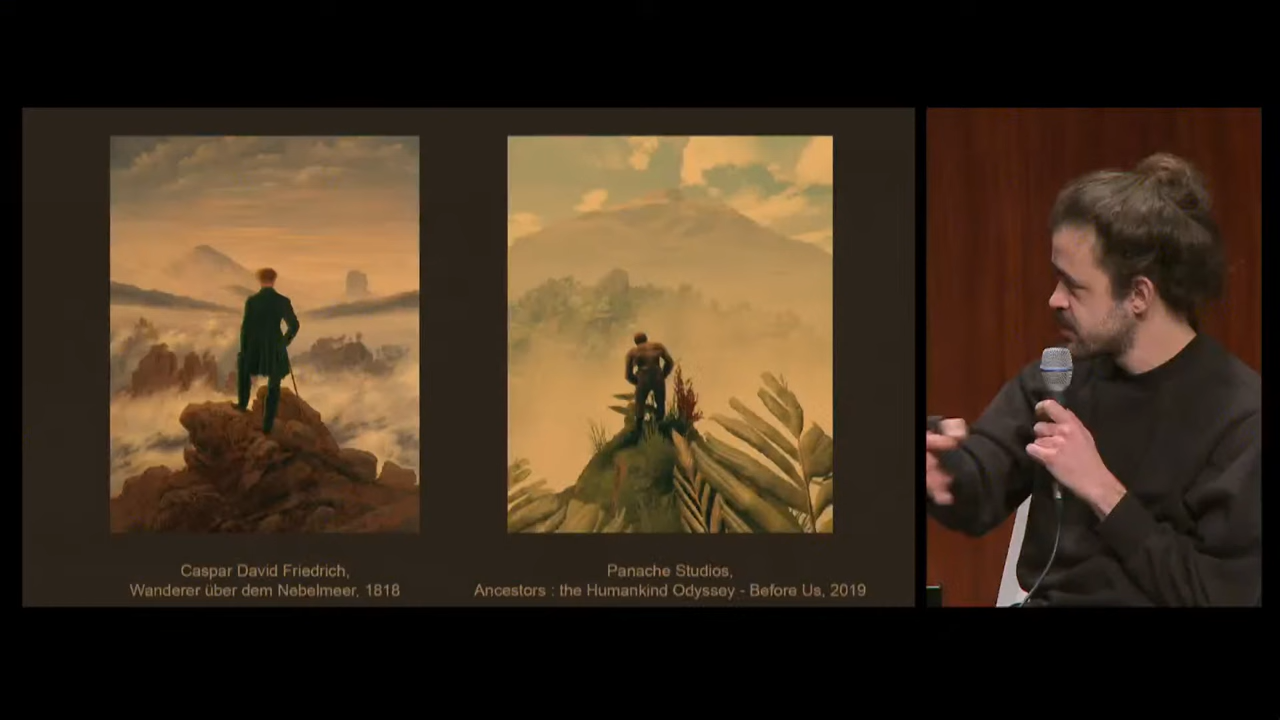 Caspar David Friedrich,
Wanderer über dem Nebelmeer, 1818
Panache Studios,
Ancestors : the Humankind Odyssey - Before Us, 2019